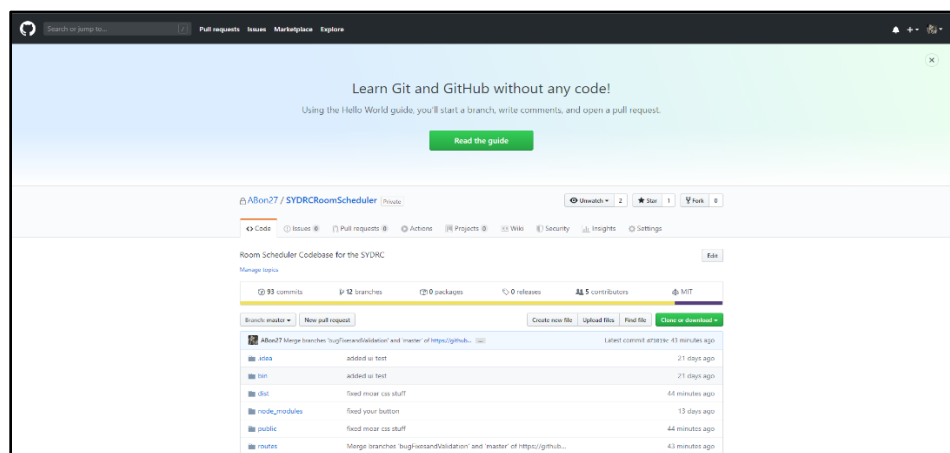 Search or jump to... /
Pull requests Issues Marketplace Explore
Learn Git and GitHub without any code!
Using the Hello World guide, you'll start a branch, write comments, and open a pull request.
Read the guide
ABon27 / SYDRCRoomScheduler Private
Unwatch 2 Star 1 Fork 0
Code Issues 0 Pull requests 0 Actions Projects 0 Wiki Security Insights Settings
Room Scheduler Codebase for the SYDRC Edit
Manage topics
93 commits 12 branches 0 packages 0 releases 5 contributors MIT
Branch: master New pull request Create new file Upload files Find file Clone or download
ABon27 Merge branches 'bugFixesandValidation' and 'master' of https://github... Latest commit 43 minutes ago
.idea added ui test 21 days ago
bin added ui test 21 days ago
dist fixed moar css stuff 44 minutes ago
node_modules fixed your button 13 days ago
public fixed moar css stuff 44 minutes ago
routes Merge branches 'bugFixesandValidation' and 'master' of https://github... 43 minutes ago